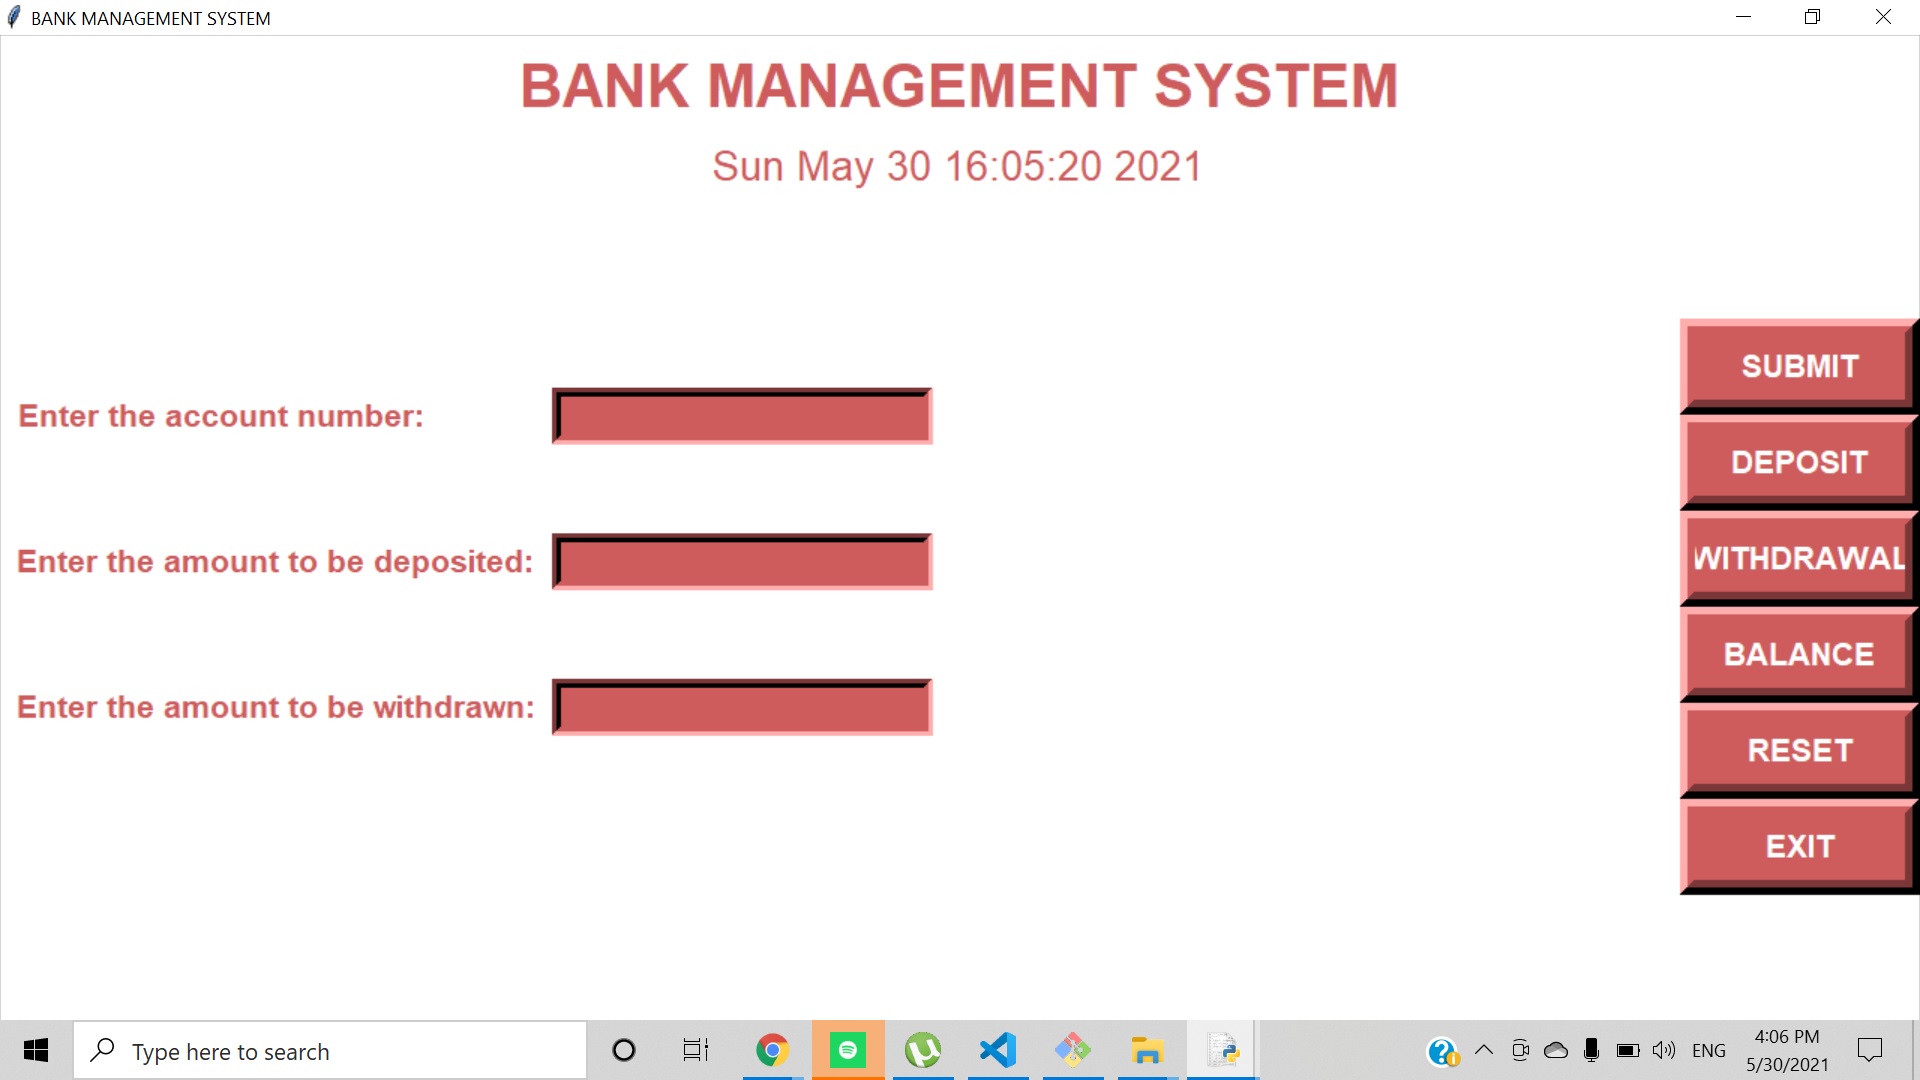 BANK MANAGEMENT SYSTEM
BANK MANAGEMENT SYSTEM
Sun May 30 16:05:20 2021
SUBMIT
Enter the account number:
DEPOSIT
Enter the amount to be deposited:
WITHDRAWAL
BALANCE
Enter the amount to be withdrawn:
RESET
EXIT
Type here to search
ENG
4:06 PM
5/30/2021